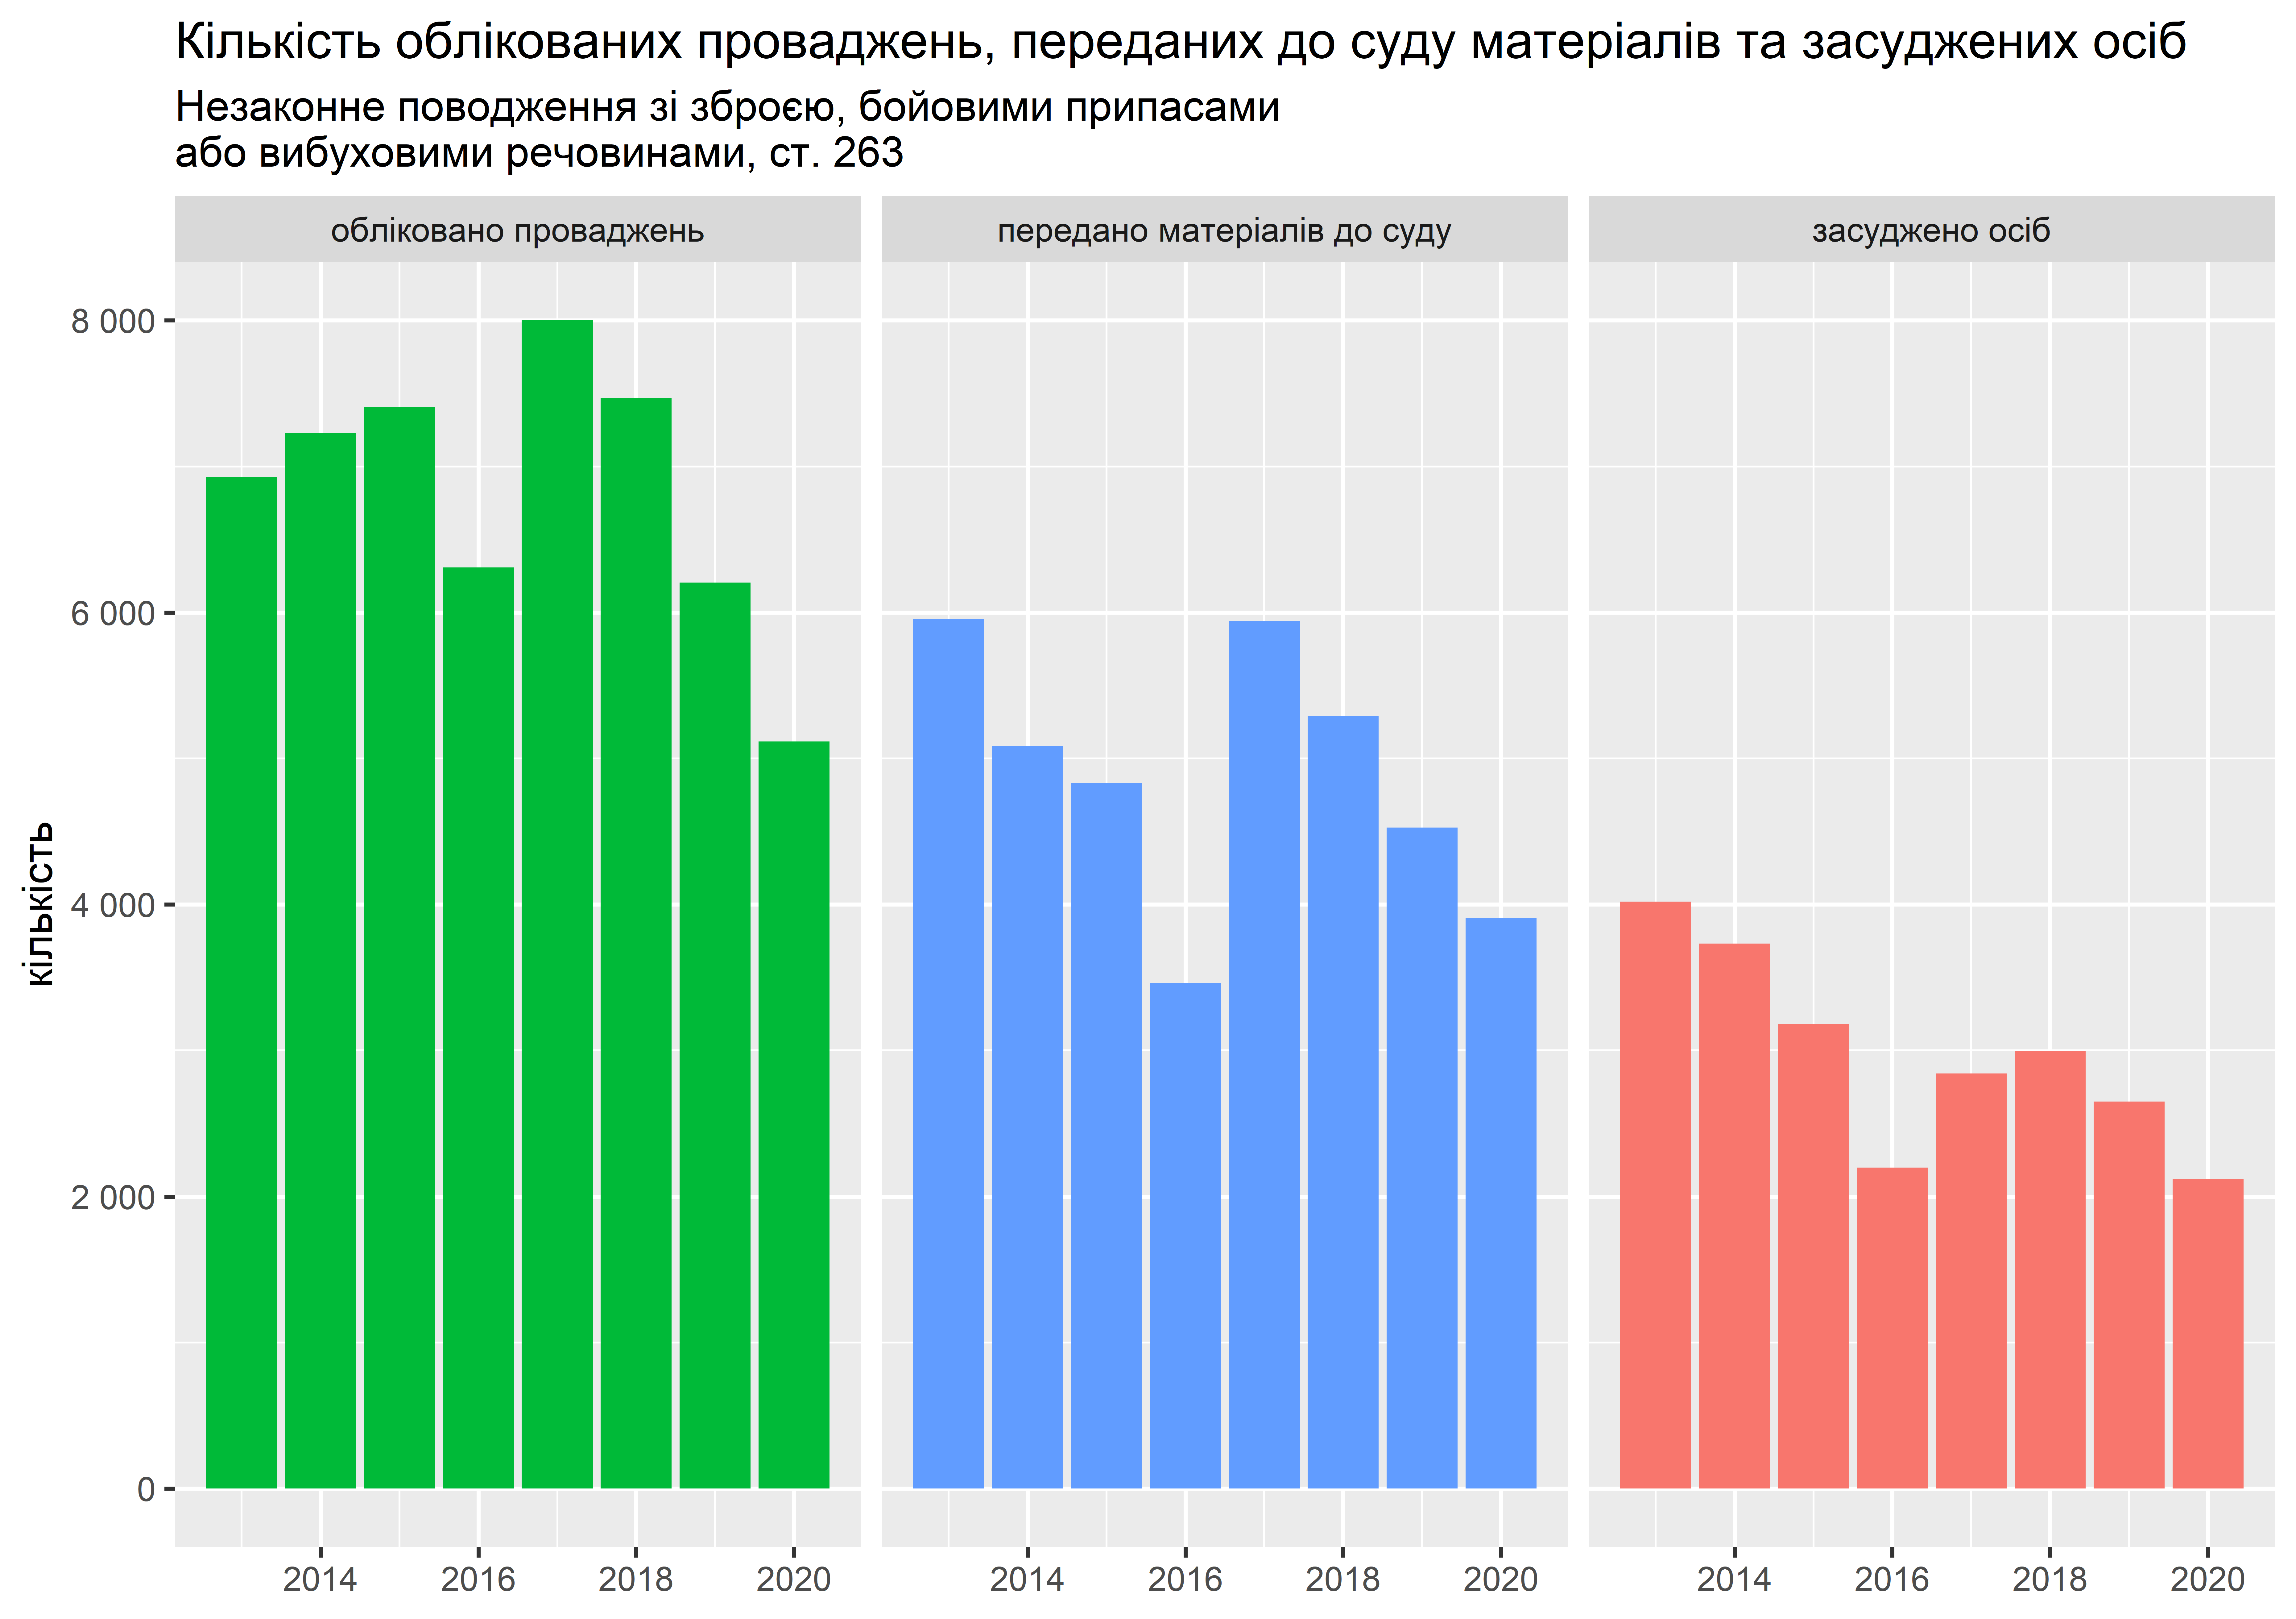 Кількість облікованих проваджень, переданих до суду матеріалів та засуджених осіб
Незаконне поводження зі зброєю, бойовими припасами
або вибуховими речовинами, ст. 263
обліковано проваджень
передано матеріалів до суду
засуджено осіб
кількість
8 000
6 000
4 000
2 000
0
2014 2016 2018 2020
2014 2016 2018 2020
2014 2016 2018 2020